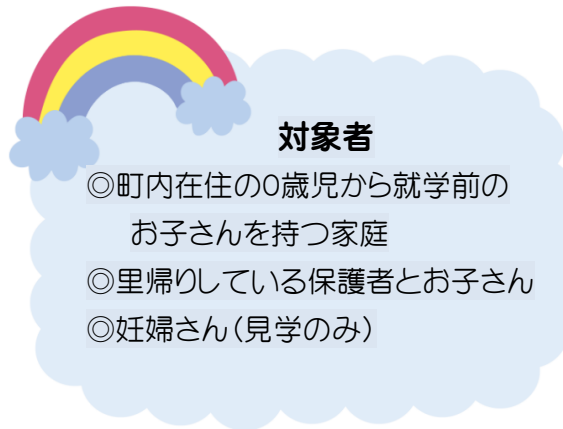 対象者
◎町内在住の0歳児から就学前の
お子さんを持つ家庭
◎里帰りしている保護者とお子さん
◎妊婦さん（見学のみ）